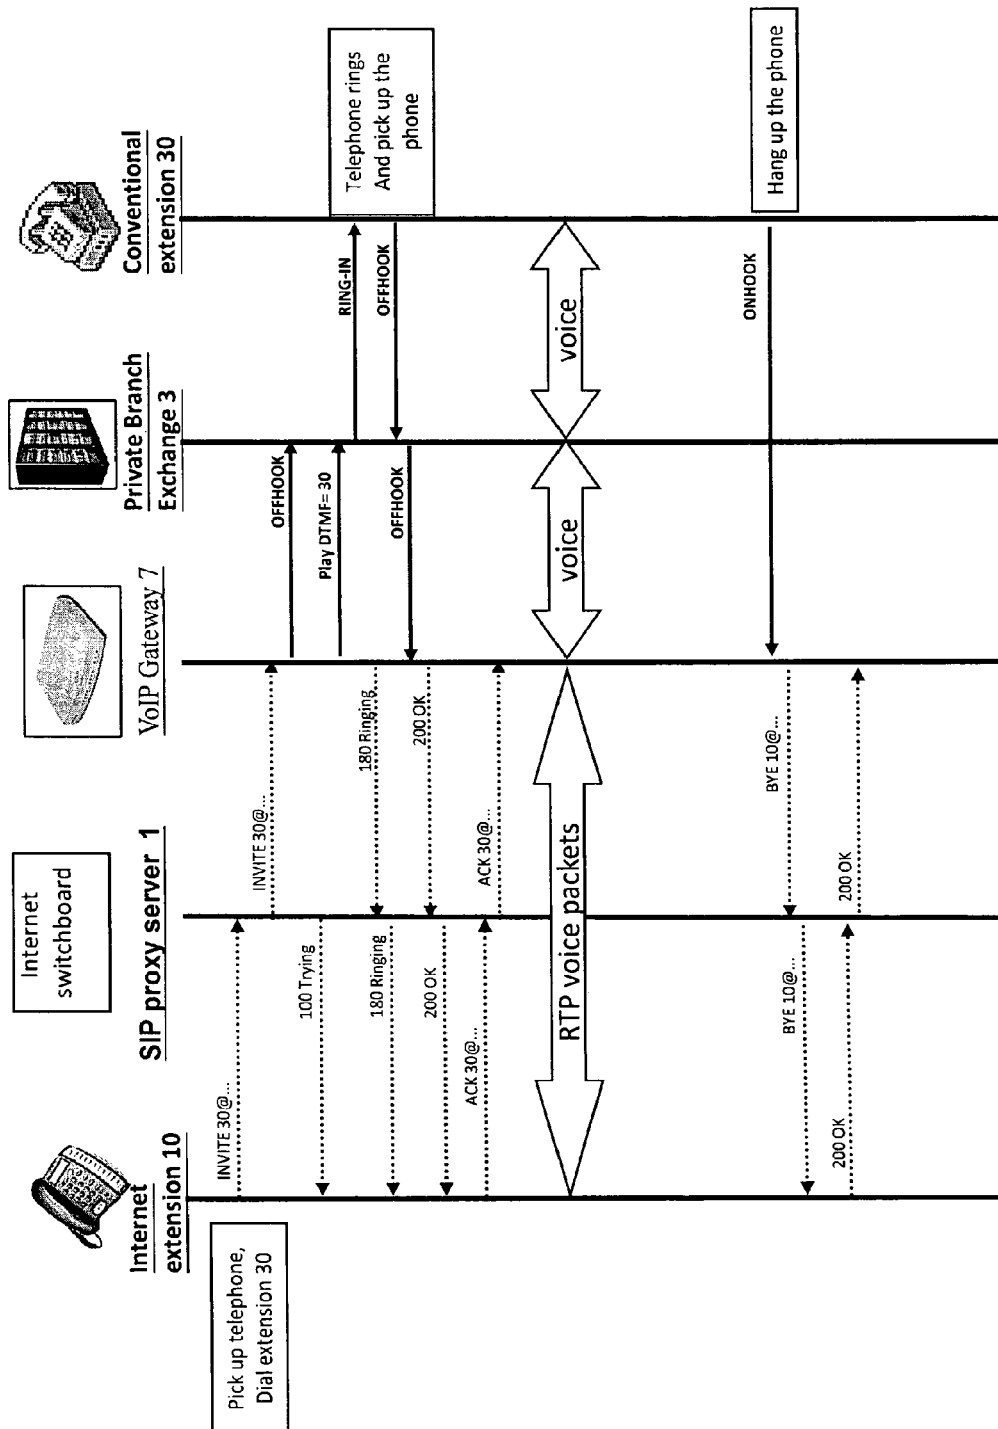 Pick up telephone,
Dial extension 30
Internet
extension 10
Internet
switchboard
SIP proxy server 1
VoIP Gateway 7
Private Branch
Exchange 3
Conventional
extension 30
INVITE 30@...
INVITE 30@...
OFFHOOK
100 Trying
Play DTMF= 30
RING-IN
Telephone rings
And pick up the
phone
180 Ringing
180 Ringing
OFFHOOK
OFFHOOK
200 OK
200 OK
ACK 30@...
ACK 30@...
RTP voice packets
voice
voice
ONHOOK
Hang up the phone
BYE 10@...
BYE 10@...
200 OK
200 OK